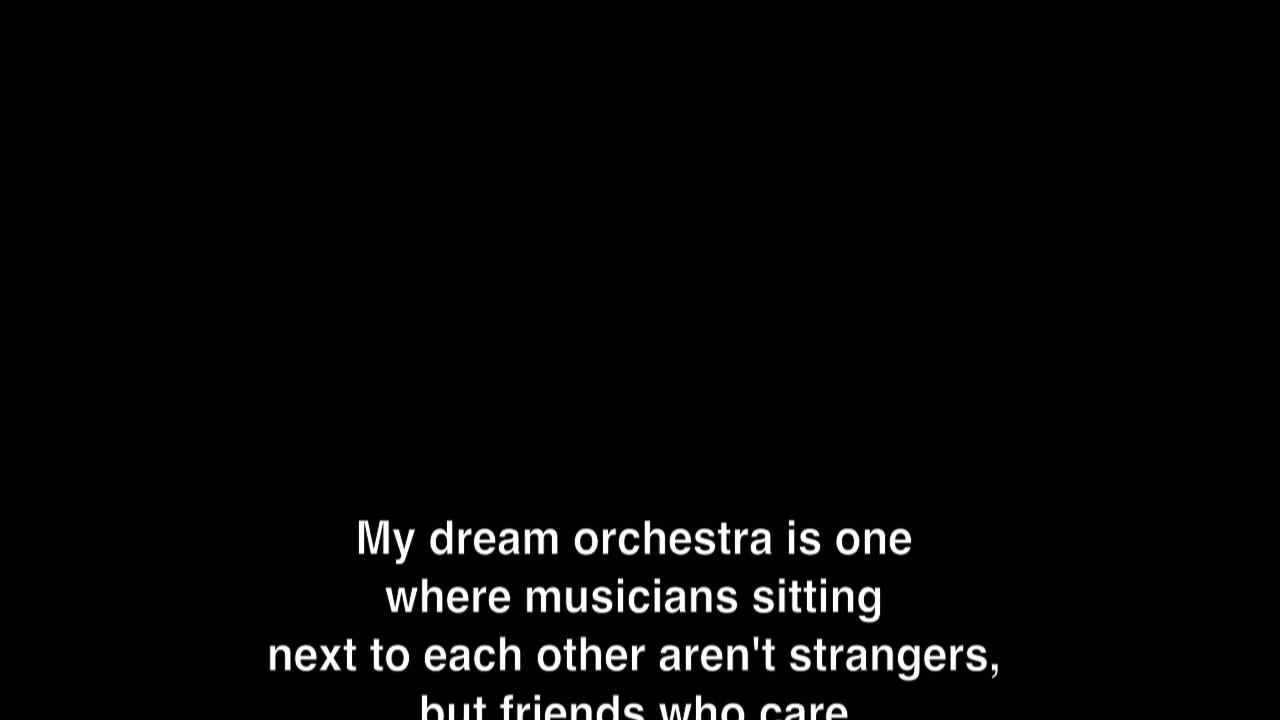 My dream orchestra is one
where musicians sitting
next to each other aren't strangers,
but friends who care